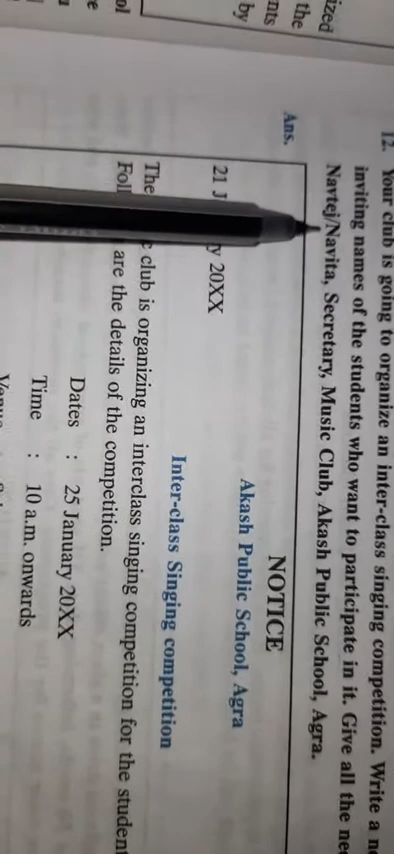 ized
the
nts
by
12. Your club is going to organize an inter-class singing competition. Write a
inviting names of the students who want to participate in it. Give all the
Navtej/Navita, Secretary, Music Club, Akash Public School, Agra.
Ans.
NOTICE
Akash Public School, Agra
21 J y 20XX
Inter-class Singing competition
The c club is organizing an interclass singing competition for the student
Foll are the details of the competition.
Dates : 25 January 20XX
Time : 10 a.m. onwards